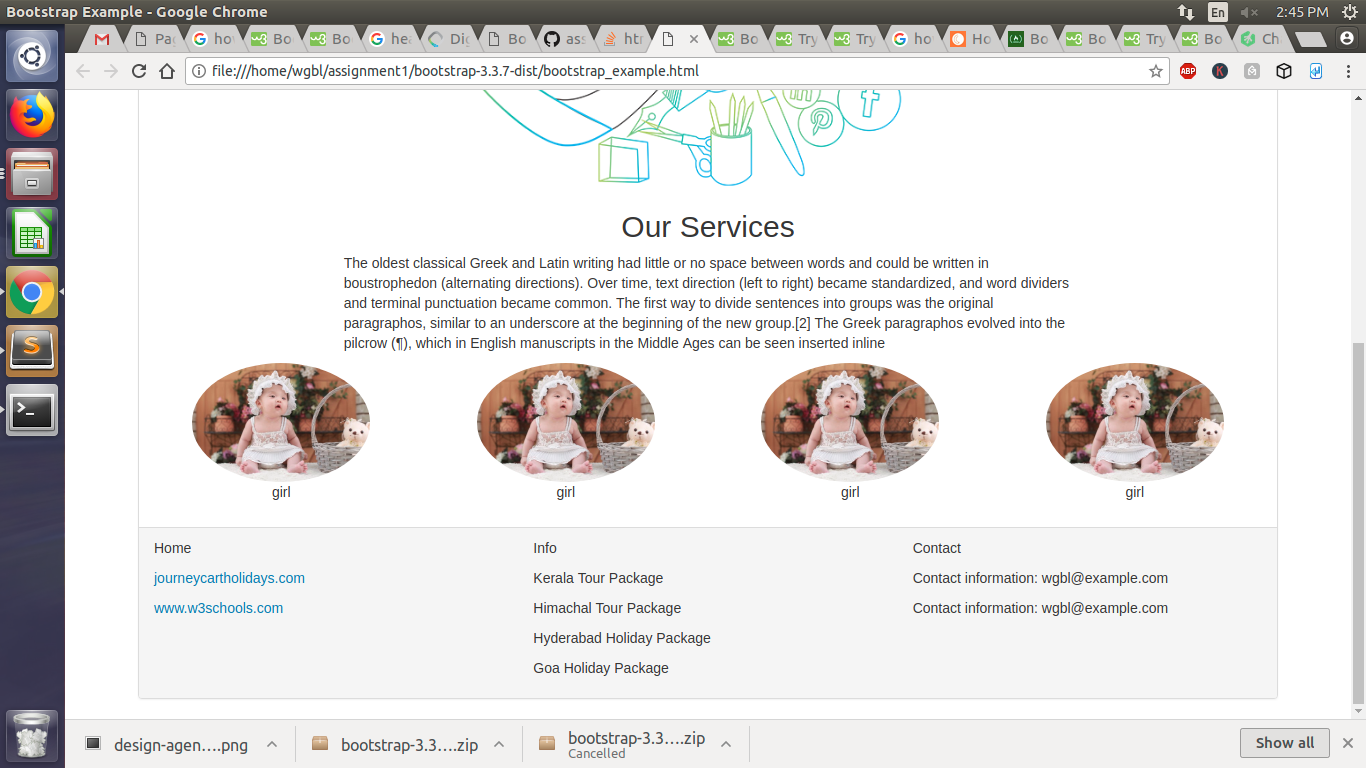 Bootstrap Example - Google Chrome
En
2:45 PM
Pa
ho
Bo
Bo
hea
Dig
Bo
ass
htr
Bo
Try
Try
ho
Ho
Bo
Bo
Try
Bo
Ch
file:///home/wgbl/assignment1/bootstrap-3.3.7-dist/bootstrap_example.html
ABP
Our Services
The oldest classical Greek and Latin writing had little or no space between words and could be written in
boustrophedon (alternating directions). Over time, text direction (left to right) became standardized, and word dividers
and terminal punctuation became common. The first way to divide sentences into groups was the original
paragraphos, similar to an underscore at the beginning of the new group.[2] The Greek paragraphos evolved into the
pilcrow (¶), which in English manuscripts in the Middle Ages can be seen inserted inline
girl
girl
girl
girl
Home
journeycartholidays.com
www.w3schools.com
Info
Kerala Tour Package
Himachal Tour Package
Hyderabad Holiday Package
Goa Holiday Package
Contact
Contact information: wgbl@example.com
Contact information: wgbl@example.com
design-agen....png
bootstrap-3.3....zip
bootstrap-3.3....zip
Cancelled
Show all